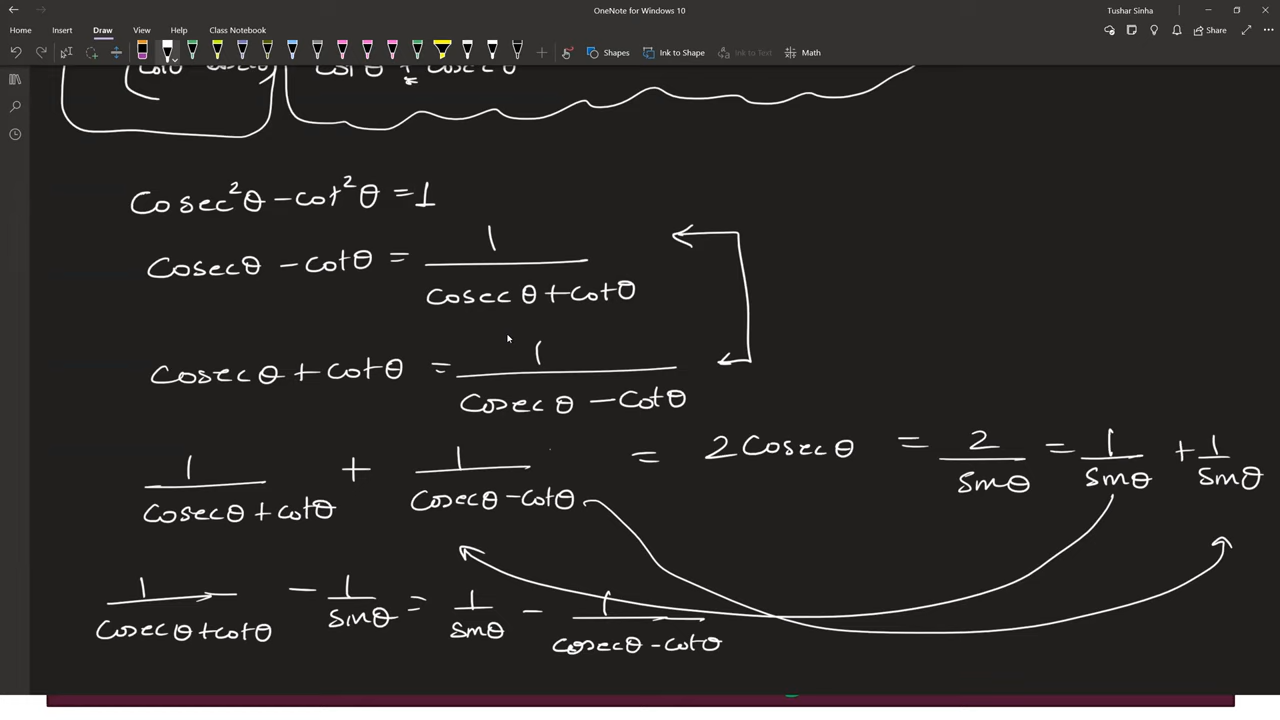 OneNote for Windows 10
Tushar Sinha
Home Insert Draw View Help Class Notebook
Share
Shapes Ink to Shape Ink to Text Math
cotθ + cosecθ
Cosec²θ - cot²θ = 1
Cosecθ - cotθ = 1/(Cosecθ + cotθ)
Cosecθ + cotθ = 1/(Cosecθ - Cotθ)
1/(Cosecθ + cotθ) + 1/(Cosecθ - cotθ) = 2Cosecθ = 2/sinθ = 1/sinθ + 1/sinθ
1/(Cosecθ + cotθ) - 1/sinθ = 1/sinθ - 1/(Cosecθ - cotθ)